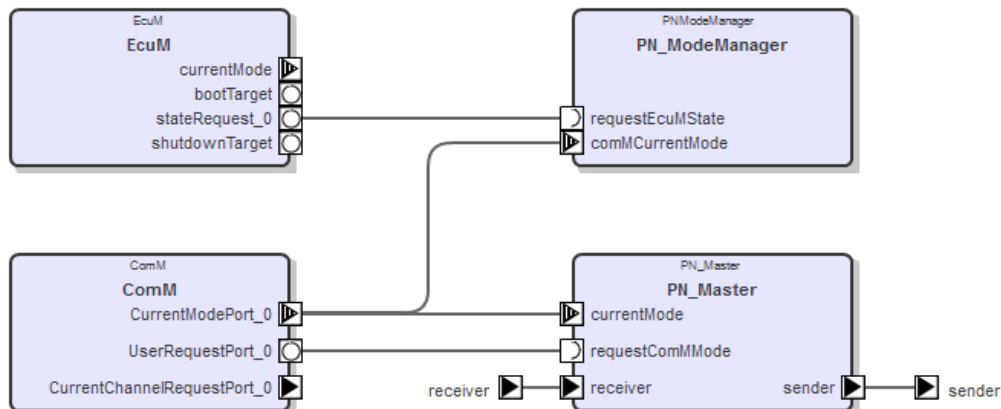 EcuM
EcuM
currentMode
bootTarget
stateRequest_0
shutdownTarget
PNModeManager
PN_ModeManager
requestEcuMState
comMCurrentMode
ComM
ComM
CurrentModePort_0
UserRequestPort_0
CurrentChannelRequestPort_0
PN_Master
PN_Master
currentMode
requestComMMode
receiver
receiver
sender
sender